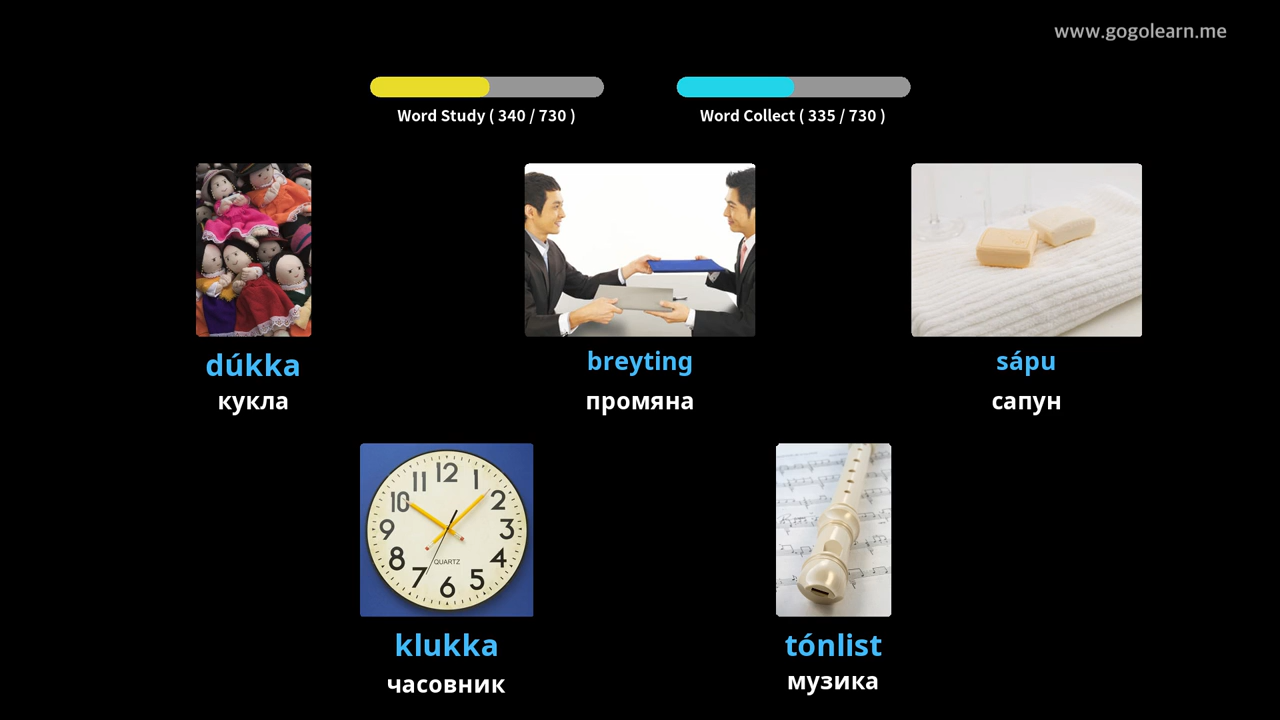 www.gogolearn.me
Word Study ( 340 / 730 )
Word Collect ( 335 / 730 )
dúkka
кукла
breyting
промяна
sápu
сапун
12
1
2
3
4
5
6
7
8
9
10
11
QUARTZ
klukka
часовник
tónlist
музика